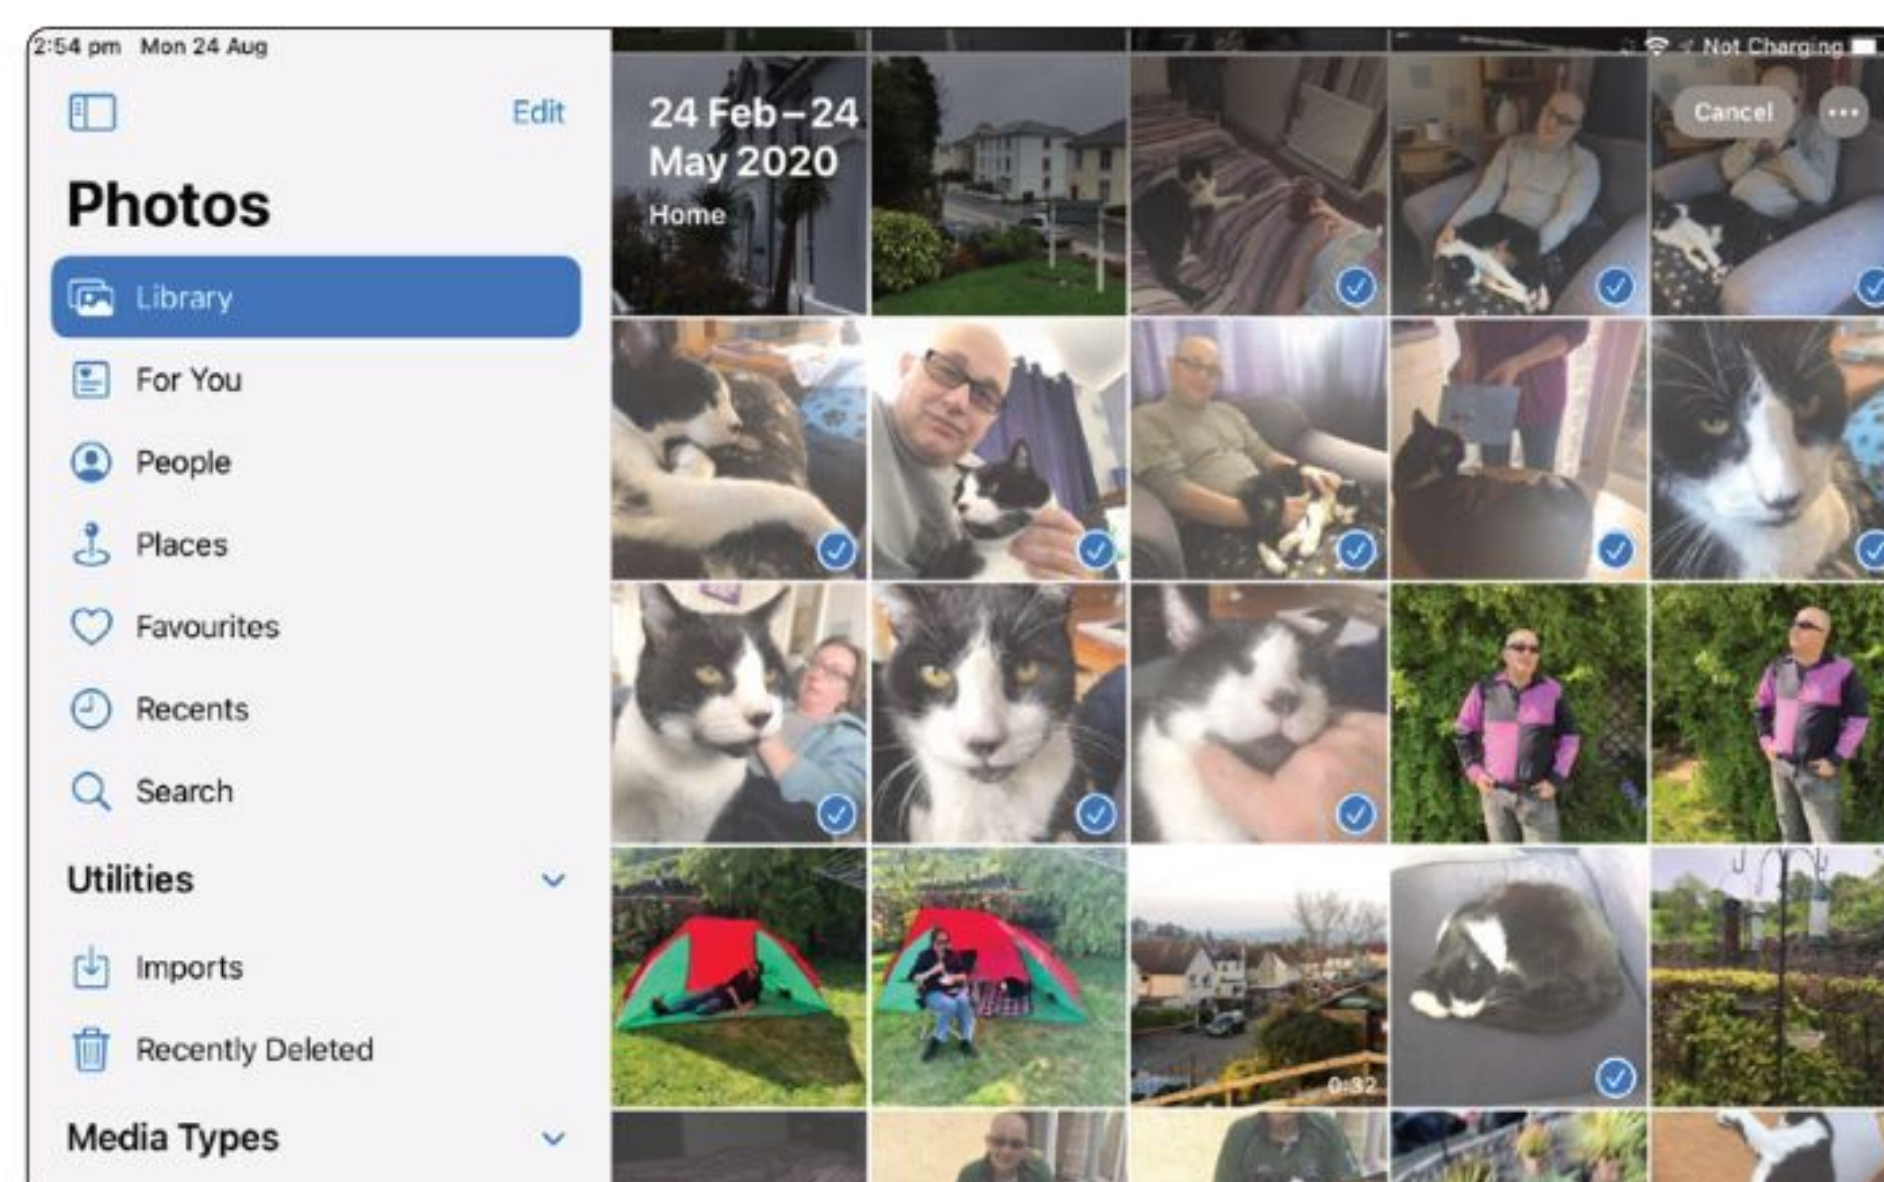 2:54 pm Mon 24 Aug
Not Charging
Edit
Cancel
Photos
Library
For You
People
Places
Favourites
Recents
Search
Utilities
Imports
Recently Deleted
Media Types
24 Feb–24
May 2020
Home
0:32